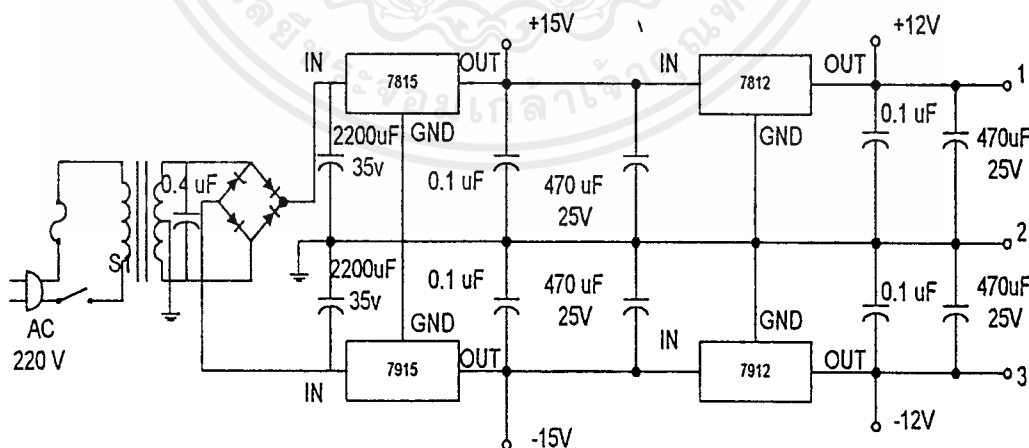 +15V
+12V
IN
7815
OUT
IN
7812
OUT
1
GND
GND
2200uF
35v
0.1 uF
470 uF
25V
0.1 uF
470uF
25V
0.4 uF
2
2200uF
35v
0.1 uF
470 uF
25V
0.1 uF
470uF
25V
AC
220 V
GND
GND
IN
7915
OUT
IN
7912
3
-15V
-12V